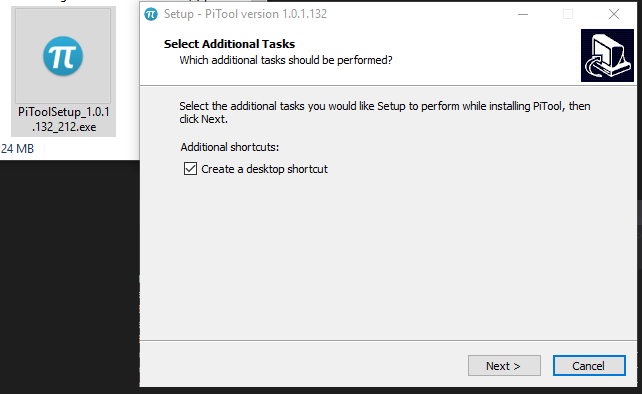 π
PiToolSetup_1.0.1
.132_212.exe
24 MB
π Setup - PiTool version 1.0.1.132
Select Additional Tasks
Which additional tasks should be performed?
Select the additional tasks you would like Setup to perform while installing PiTool, then
click Next.
Additional shortcuts:
Create a desktop shortcut
Next >
Cancel